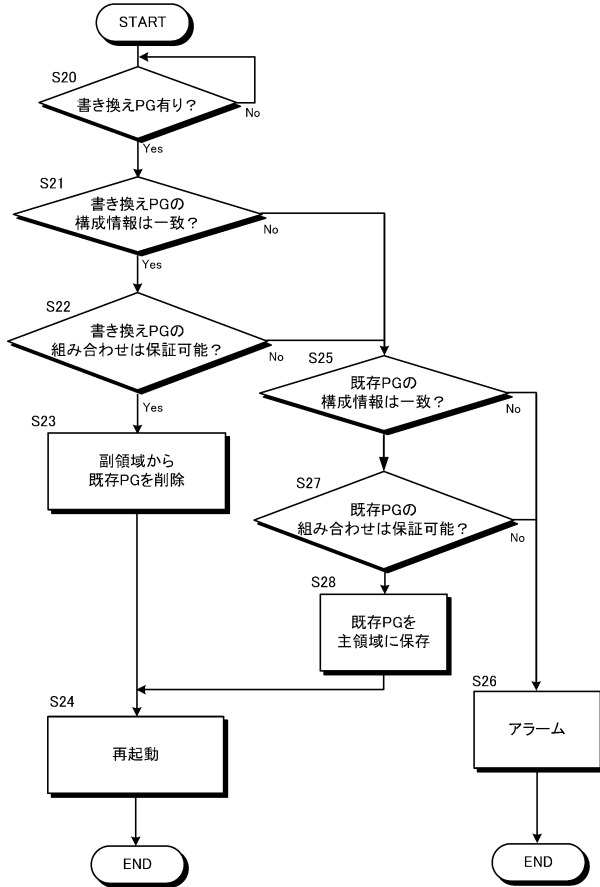 START
S20
書き換えPG有り？
No
Yes
S21
書き換えPGの
構成情報は一致？
No
Yes
S22
書き換えPGの
組み合わせは保証可能？
No
Yes
S25
既存PGの
構成情報は一致？
No
S23
副領域から
既存PGを削除
S27
既存PGの
組み合わせは保証可能？
No
S28
既存PGを
主領域に保存
S24
再起動
S26
アラーム
END
END